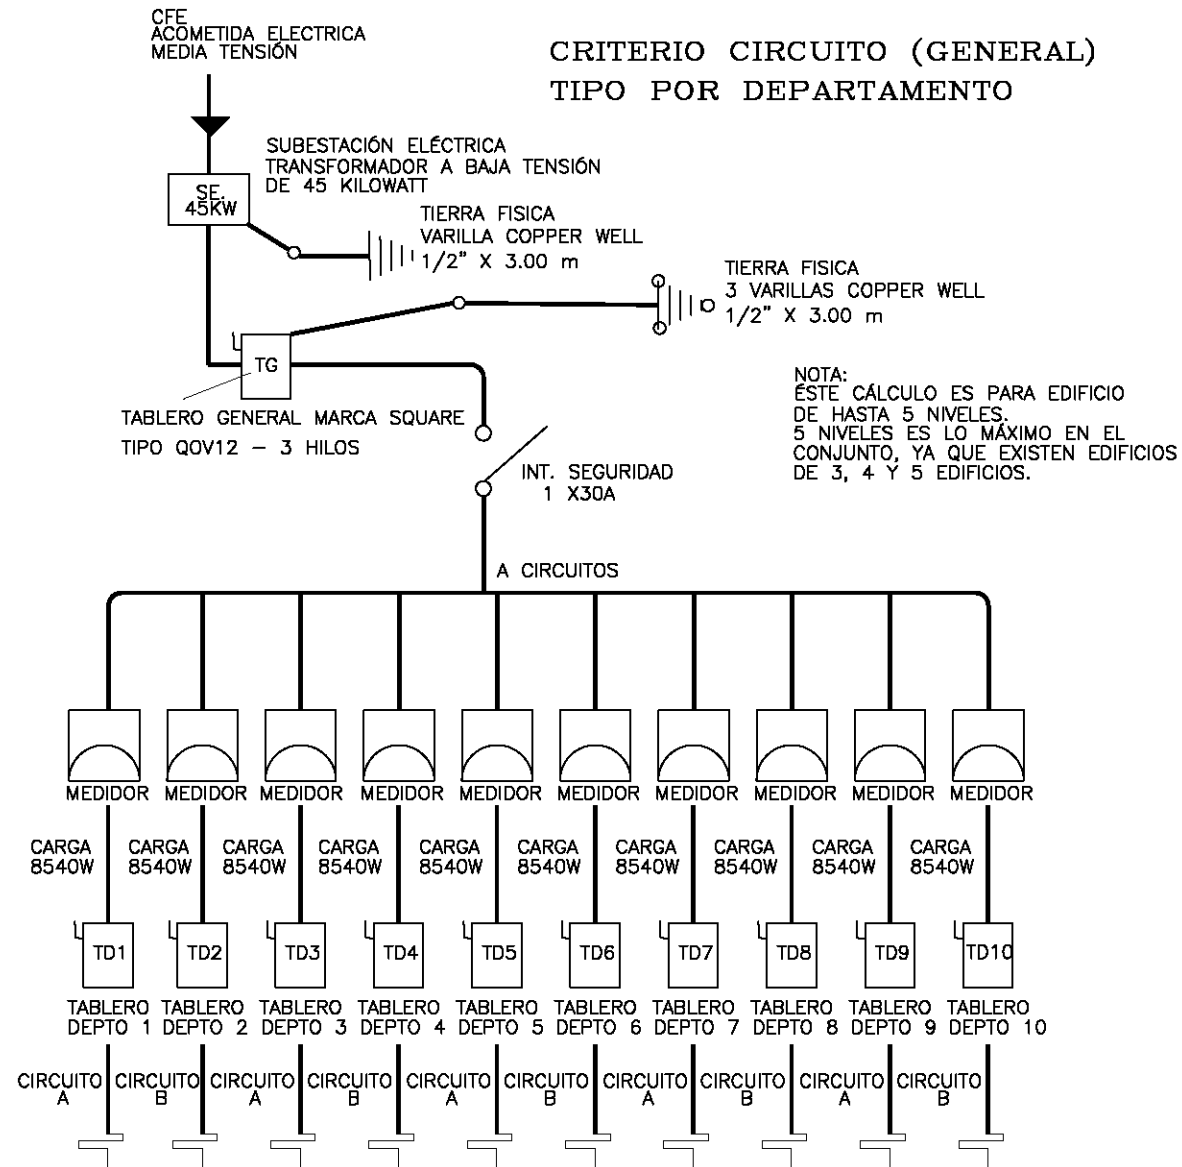 CFE
ACOMETIDA ELECTRICA
MEDIA TENSIÓN
CRITERIO CIRCUITO (GENERAL)
TIPO POR DEPARTAMENTO
SUBESTACIÓN ELÉCTRICA
TRANSFORMADOR A BAJA TENSIÓN
DE 45 KILOWATT
SE.
45KW
TIERRA FISICA
VARILLA COPPER WELL
1/2" X 3.00 m
TIERRA FISICA
3 VARILLAS COPPER WELL
1/2" X 3.00 m
TG
TABLERO GENERAL MARCA SQUARE
TIPO QOV12 – 3 HILOS
NOTA:
ÉSTE CÁLCULO ES PARA EDIFICIO
DE HASTA 5 NIVELES.
5 NIVELES ES LO MÁXIMO EN EL
CONJUNTO, YA QUE EXISTEN EDIFICIOS
DE 3, 4 Y 5 EDIFICIOS.
INT. SEGURIDAD
1 X30A
A CIRCUITOS
MEDIDOR MEDIDOR MEDIDOR MEDIDOR MEDIDOR MEDIDOR MEDIDOR MEDIDOR MEDIDOR MEDIDOR
CARGA CARGA CARGA CARGA CARGA CARGA CARGA CARGA CARGA CARGA
8540W 8540W 8540W 8540W 8540W 8540W 8540W 8540W 8540W 8540W
TD1 TD2 TD3 TD4 TD5 TD6 TD7 TD8 TD9 TD10
TABLERO TABLERO TABLERO TABLERO TABLERO TABLERO TABLERO TABLERO TABLERO TABLERO
DEPTO 1 DEPTO 2 DEPTO 3 DEPTO 4 DEPTO 5 DEPTO 6 DEPTO 7 DEPTO 8 DEPTO 9 DEPTO 10
CIRCUITO CIRCUITO CIRCUITO CIRCUITO CIRCUITO CIRCUITO CIRCUITO CIRCUITO CIRCUITO CIRCUITO
A B A B A B A B A B